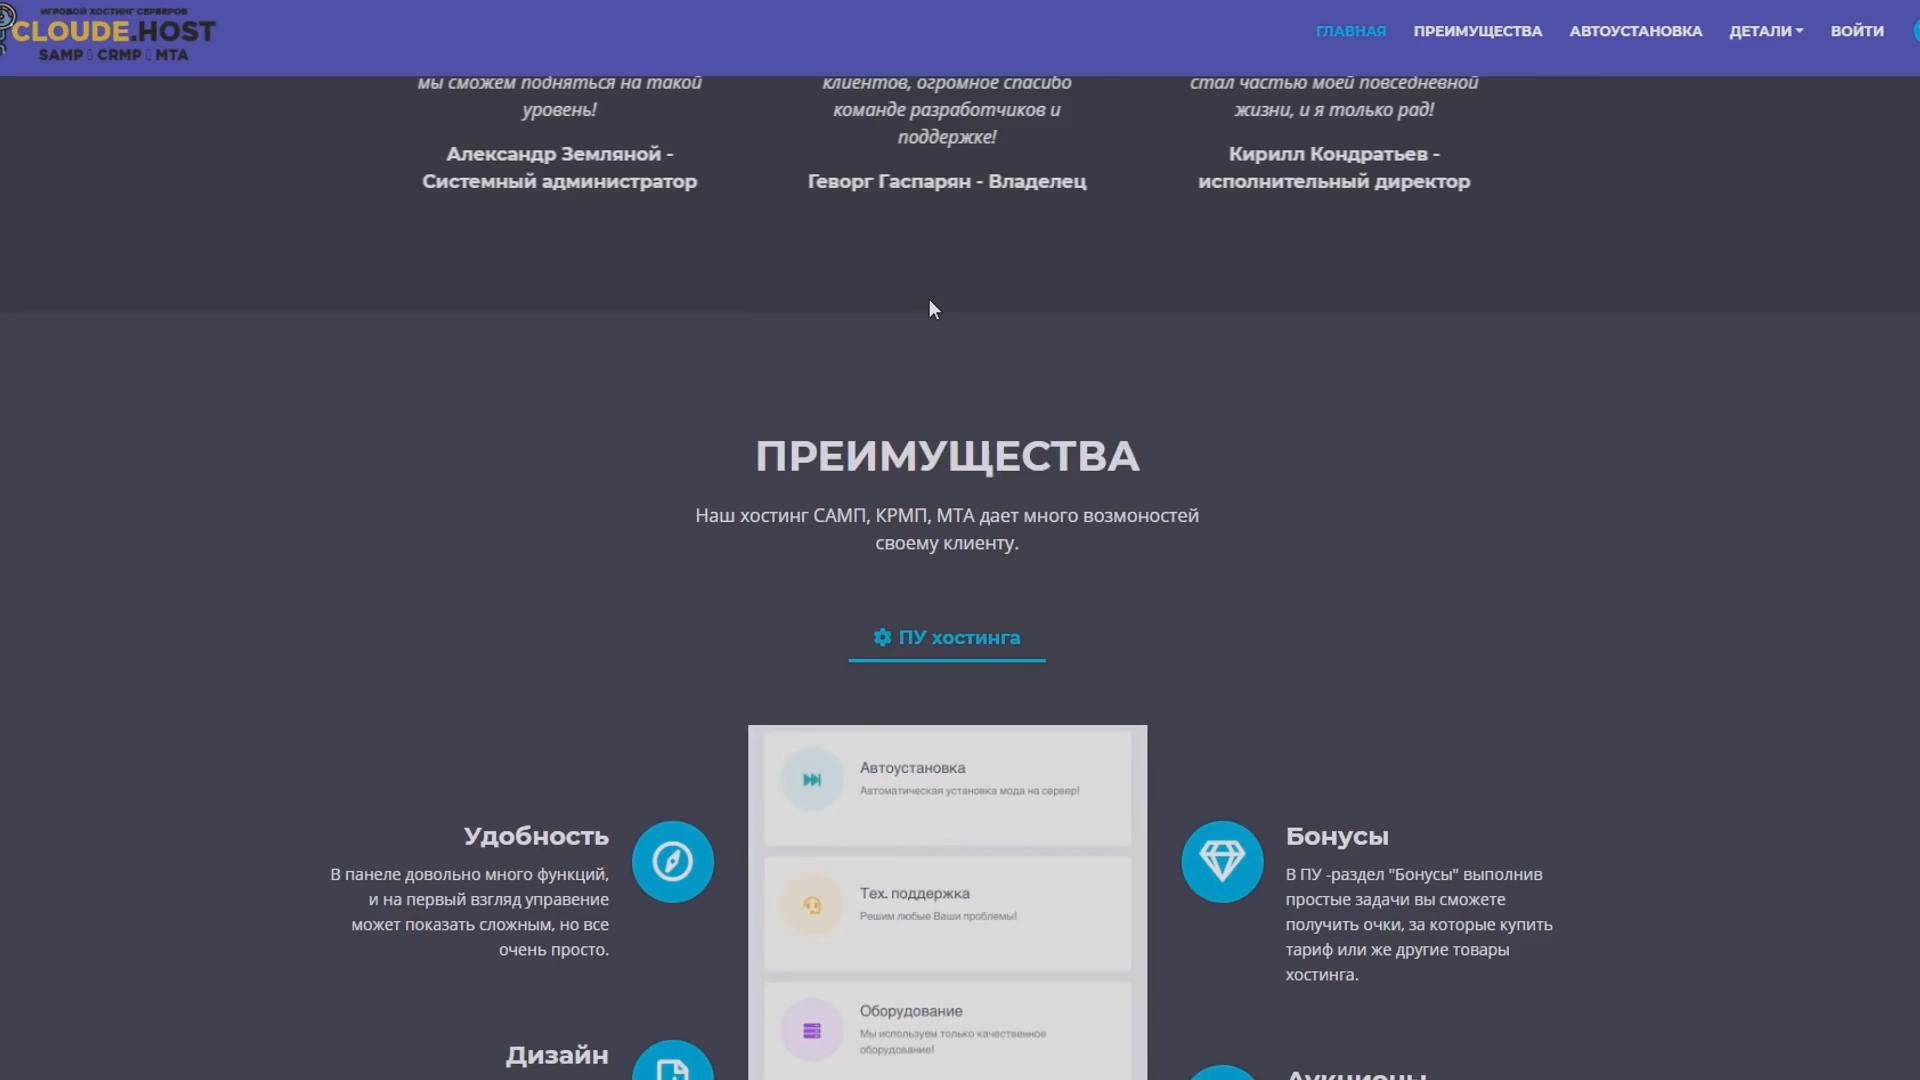 ИГРОВОЙ ХОСТИНГ СЕРВЕРОВ
CLOUDE.HOST
SAMP ▯ CRMP ▯ MTA
ГЛАВНАЯ
ПРЕИМУЩЕСТВА
АВТОУСТАНОВКА
ДЕТАЛИ
ВОЙТИ
мы сможем подняться на такой
уровень!
Александр Земляной -
Системный администратор
клиентов, огромное спасибо
команде разработчиков и
поддержке!
Геворг Гаспарян - Владелец
стал частью моей повседневной
жизни, и я только рад!
Кирилл Кондратьев -
исполнительный директор
ПРЕИМУЩЕСТВА
Наш хостинг САМП, КРМП, МТА дает много возмоностей
своему клиенту.
ПУ хостинга
Удобность
В панеле довольно много функций,
и на первый взгляд управение
может показать сложным, но все
очень просто.
Дизайн
Автоустановка
Автоматическая установка мода на сервер!
Тех. поддержка
Решим любые Ваши проблемы!
Оборудование
Мы используем только качественное
оборудование!
Бонусы
В ПУ -раздел "Бонусы" выполнив
простые задачи вы сможете
получить очки, за которые купить
тариф или же другие товары
хостинга.
Аукционы